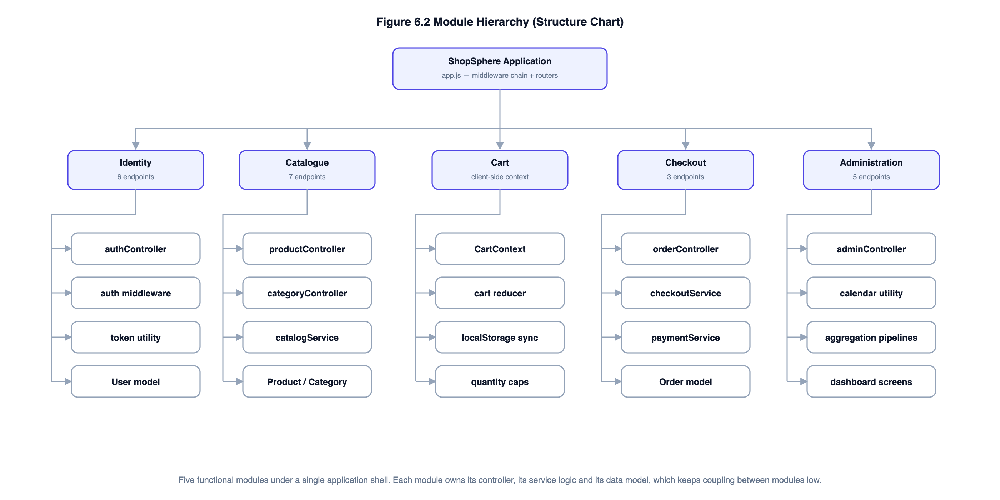 Figure 6.2 Module Hierarchy (Structure Chart)
ShopSphere Application
app.js — middleware chain + routers
Identity
6 endpoints
Catalogue
7 endpoints
Cart
client-side context
Checkout
3 endpoints
Administration
5 endpoints
authController
auth middleware
token utility
User model
productController
categoryController
catalogService
Product / Category
CartContext
cart reducer
localStorage sync
quantity caps
orderController
checkoutService
paymentService
Order model
adminController
calendar utility
aggregation pipelines
dashboard screens
Five functional modules under a single application shell. Each module owns its controller, its service logic and its data model, which keeps coupling between modules low.